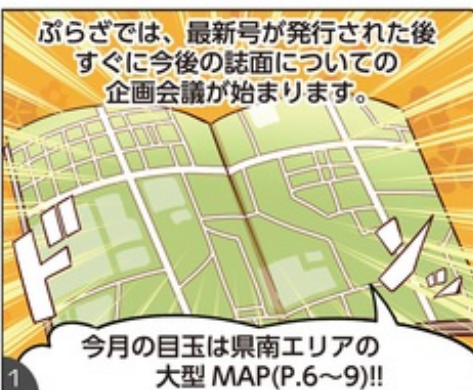 ぷらざでは、最新号が発行された後
すぐに今後の誌面についての
企画会議が始まります。
ドンッ
今月の目玉は県南エリアの
大型 MAP(P.6〜9)!!
1